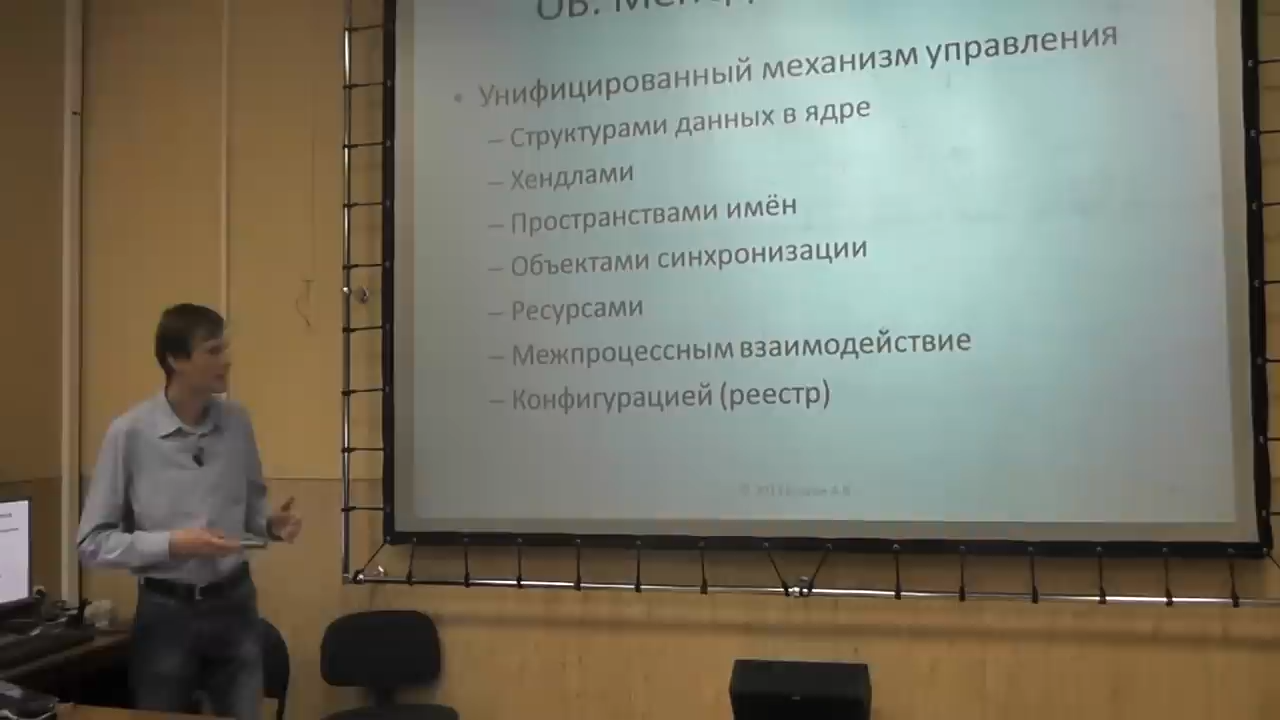 Унифицированный механизм управления
– Структурами данных в ядре
– Хендлами
– Пространствами имён
– Объектами синхронизации
– Ресурсами
– Межпроцессным взаимодействие
– Конфигурацией (реестр)